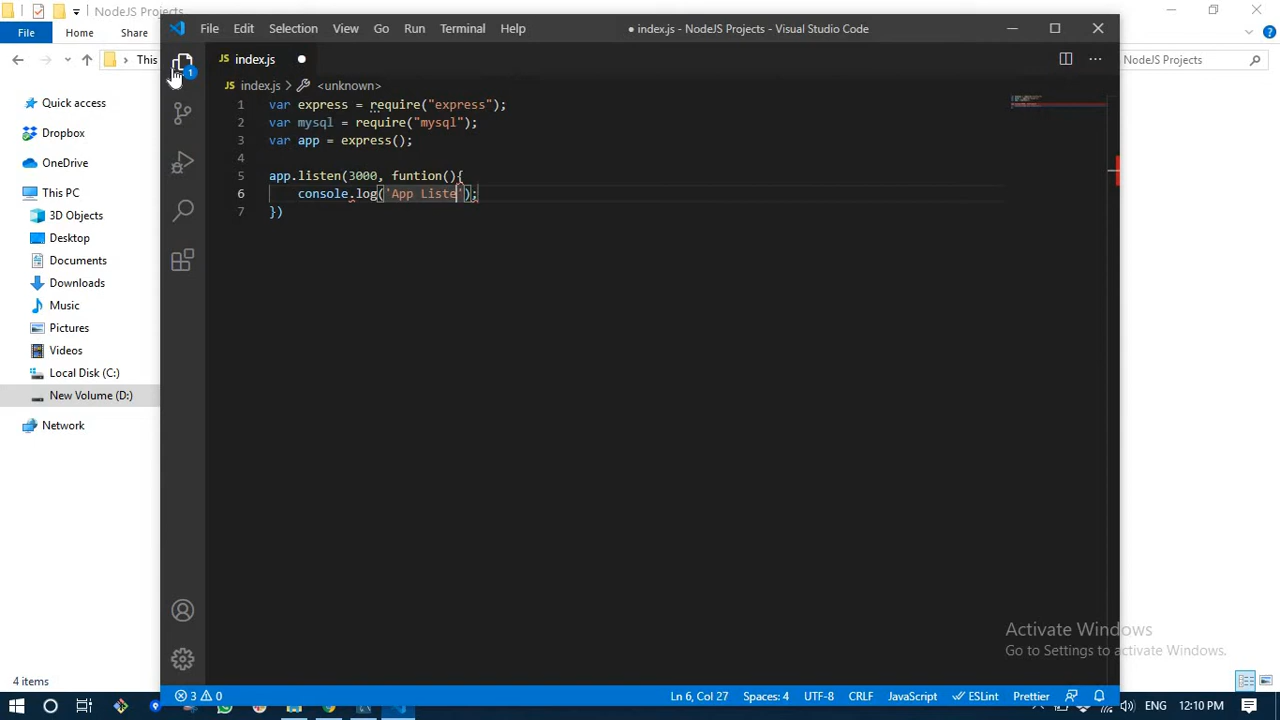 NodeJS Projects
File Home Share
This
NodeJS Projects
Quick access
Dropbox
OneDrive
This PC
3D Objects
Desktop
Documents
Downloads
Music
Pictures
Videos
Local Disk (C:)
New Volume (D:)
Network
4 items
File Edit Selection View Go Run Terminal Help
● index.js - NodeJS Projects - Visual Studio Code
1
JS index.js ●
JS index.js > <unknown>
1 var express = require("express");
2 var mysql = require("mysql");
3 var app = express();
4
5 app.listen(3000, funtion(){
6 console.log('App Liste');
7 })
Activate Windows
Go to Settings to activate Windows.
3 0
Ln 6, Col 27 Spaces: 4 UTF-8 CRLF JavaScript ESLint Prettier
ENG 12:10 PM